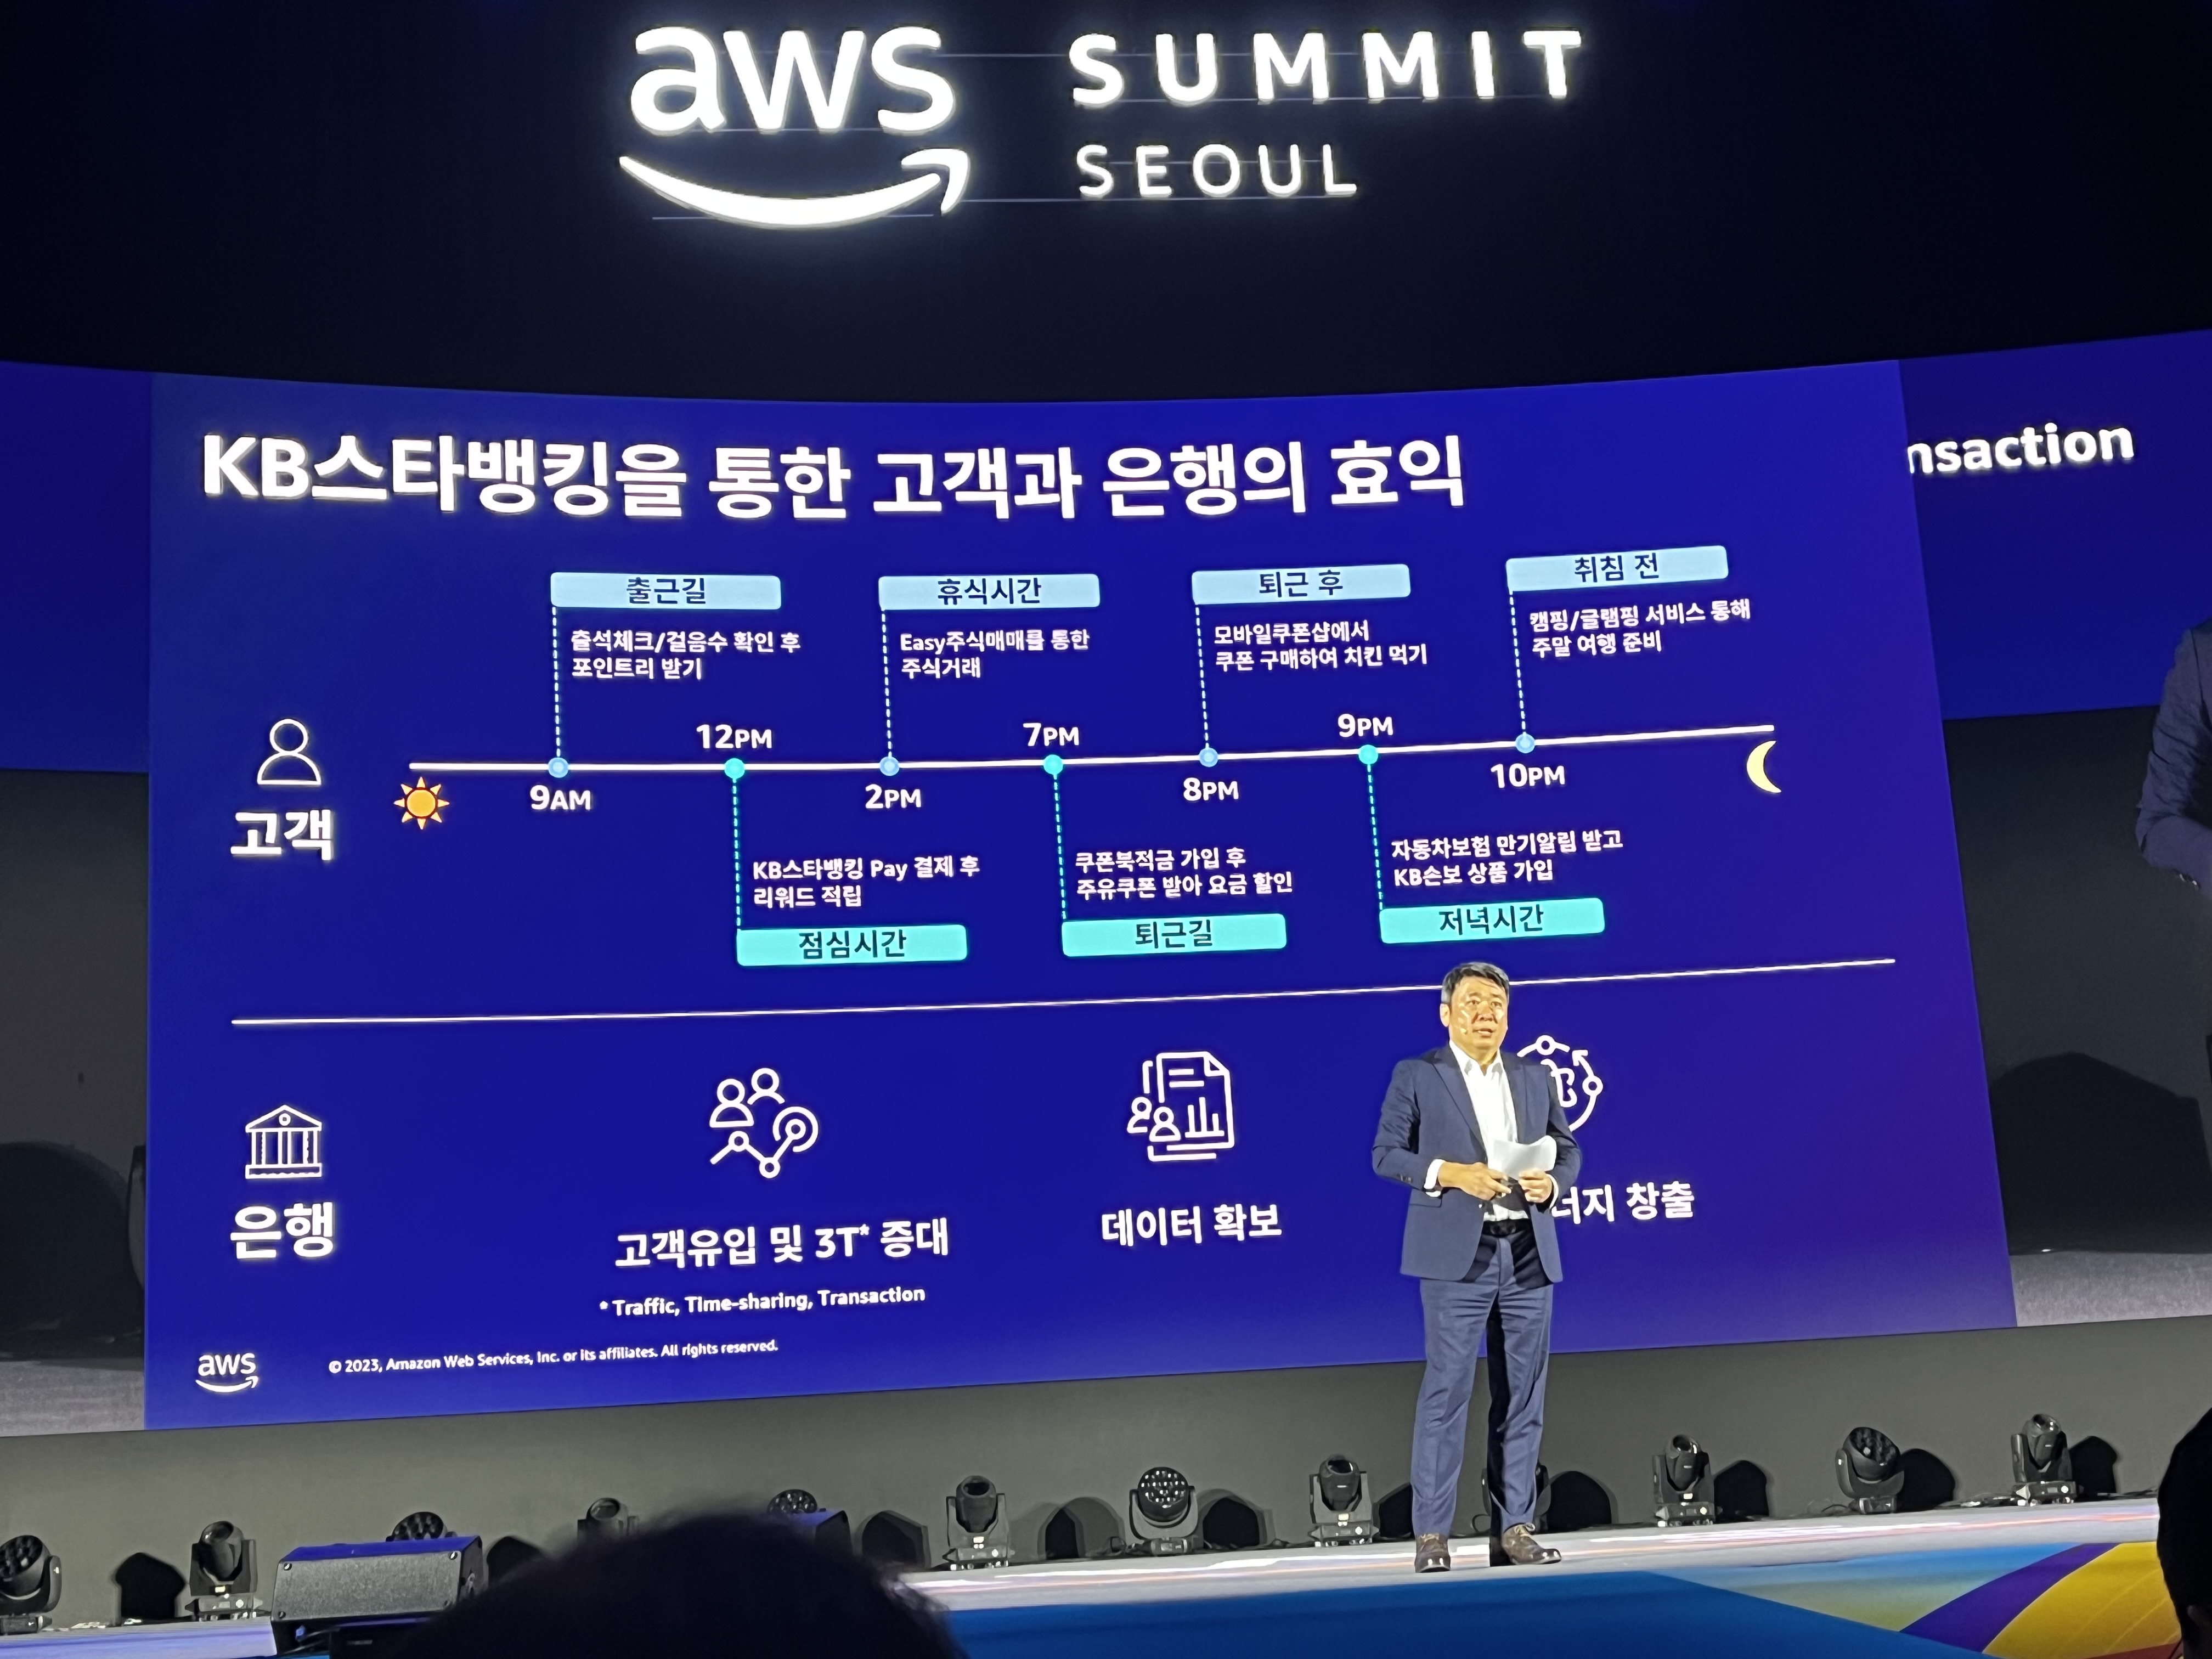 aws
SUMMIT
SEOUL
nsaction
KB스타뱅킹을 통한 고객과 은행의 효익
출근길
출석체크/걸음수 확인 후
포인트리 받기
휴식시간
Easy주식매매를 통한
주식거래
퇴근 후
모바일쿠폰샵에서
쿠폰 구매하여 치킨 먹기
취침 전
캠핑/글램핑 서비스 통해
주말 여행 준비
고객
9AM
12PM
2PM
7PM
8PM
9PM
10PM
KB스타뱅킹 Pay 결제 후
리워드 적립
점심시간
쿠폰북적금 가입 후
주유쿠폰 받아 요금 할인
퇴근길
자동차보험 만기알림 받고
KB손보 상품 가입
저녁시간
은행
고객유입 및 3T* 증대
* Traffic, Time-sharing, Transaction
데이터 확보
너지 창출
aws
© 2023, Amazon Web Services, Inc. or its affiliates. All rights reserved.